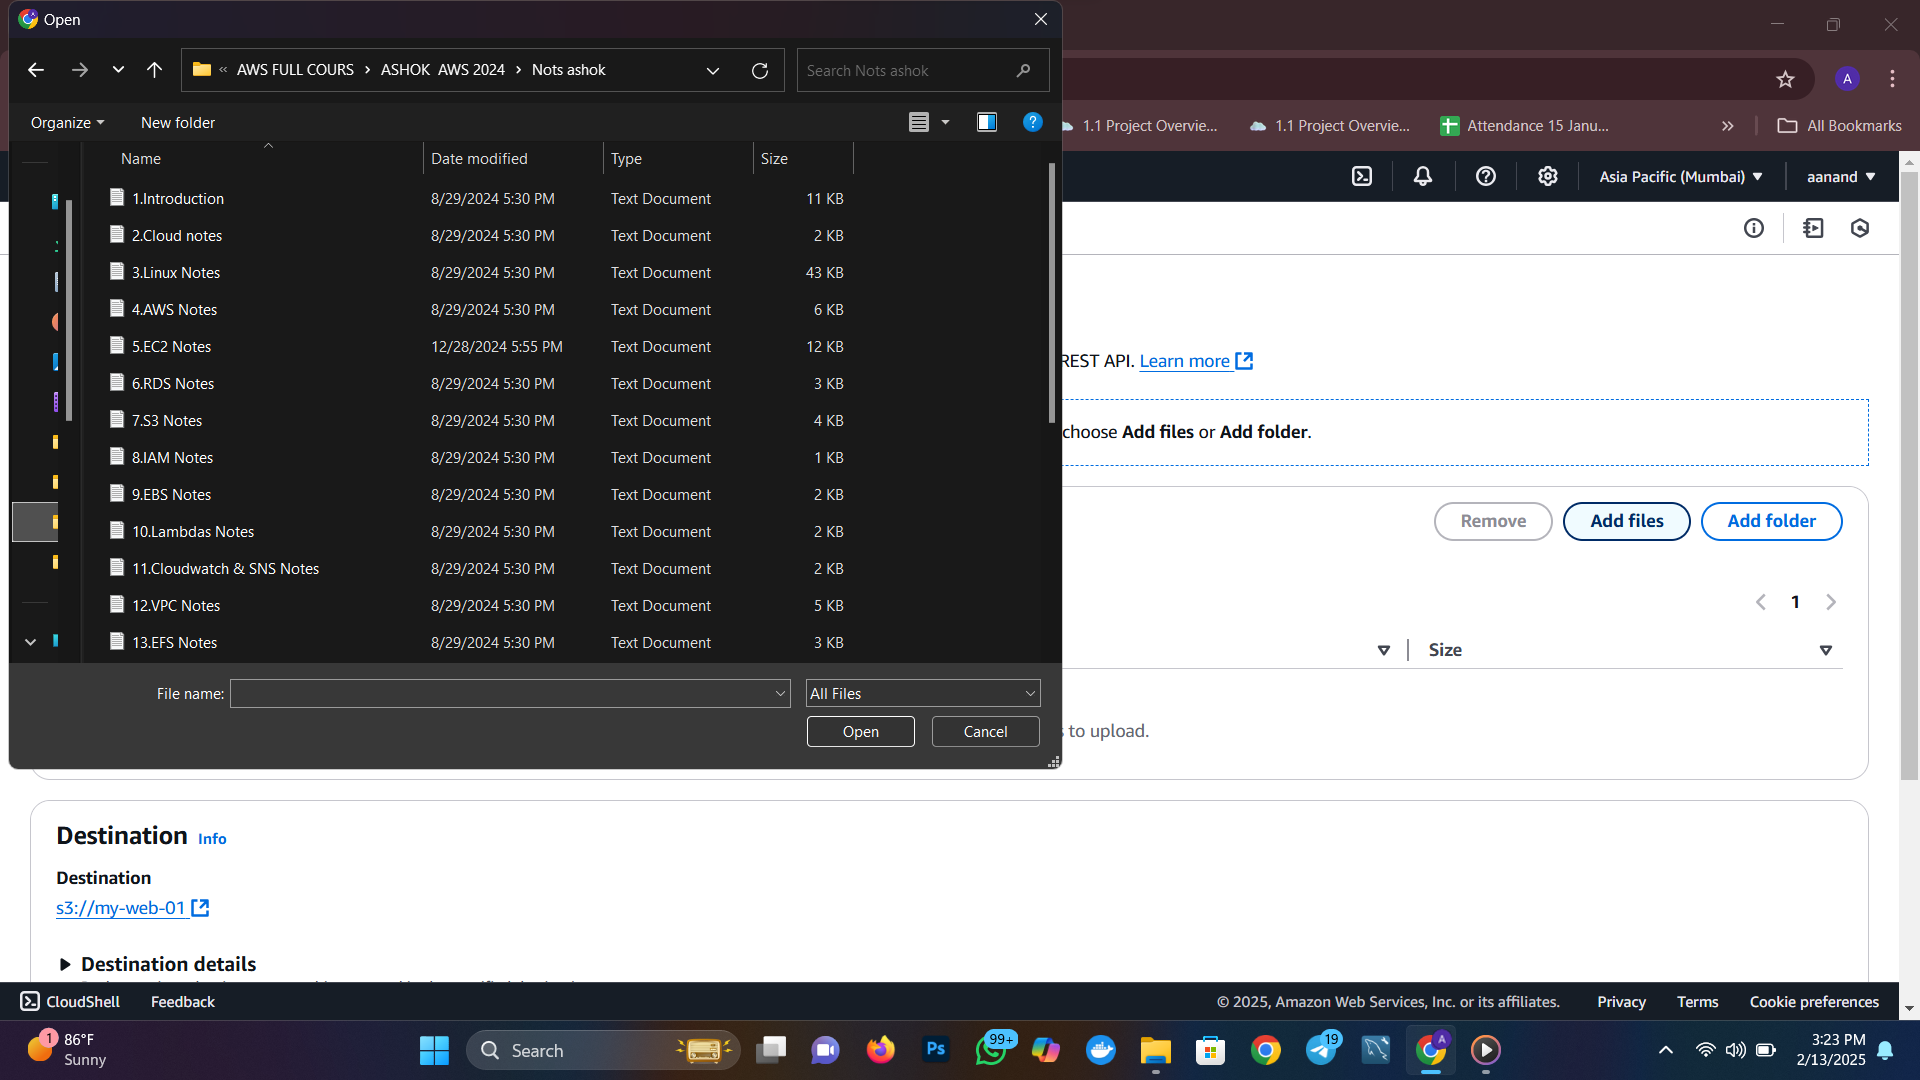 Open
AWS FULL COURS > ASHOK AWS 2024 > Nots ashok
Search Nots ashok
Organize
New folder
Name
Date modified
Type
Size
1.Introduction 8/29/2024 5:30 PM Text Document 11 KB
2.Cloud notes 8/29/2024 5:30 PM Text Document 2 KB
3.Linux Notes 8/29/2024 5:30 PM Text Document 43 KB
4.AWS Notes 8/29/2024 5:30 PM Text Document 6 KB
5.EC2 Notes 12/28/2024 5:55 PM Text Document 12 KB
6.RDS Notes 8/29/2024 5:30 PM Text Document 3 KB
7.S3 Notes 8/29/2024 5:30 PM Text Document 4 KB
8.IAM Notes 8/29/2024 5:30 PM Text Document 1 KB
9.EBS Notes 8/29/2024 5:30 PM Text Document 2 KB
10.Lambdas Notes 8/29/2024 5:30 PM Text Document 2 KB
11.Cloudwatch & SNS Notes 8/29/2024 5:30 PM Text Document 2 KB
12.VPC Notes 8/29/2024 5:30 PM Text Document 5 KB
13.EFS Notes 8/29/2024 5:30 PM Text Document 3 KB
File name:
All Files
Open
Cancel
A
1.1 Project Overvie...
1.1 Project Overvie...
Attendance 15 Janu...
All Bookmarks
Asia Pacific (Mumbai)
aanand
REST API. Learn more
choose Add files or Add folder.
Remove
Add files
Add folder
1
Size
to upload.
Destination Info
Destination
s3://my-web-01
Destination details
CloudShell
Feedback
© 2025, Amazon Web Services, Inc. or its affiliates.
Privacy
Terms
Cookie preferences
1
86°F
Sunny
Search
Ps
99+
19
A
3:23 PM
2/13/2025